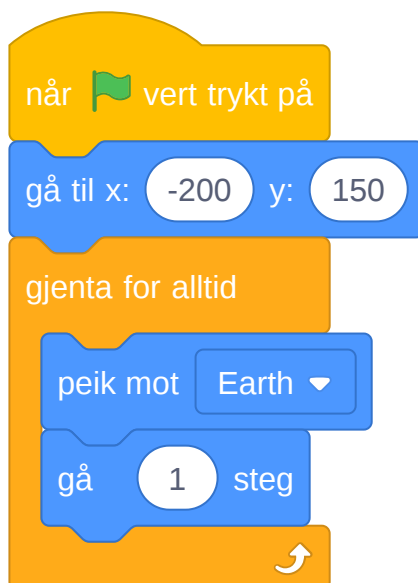 når vert trykt på
gå til x: -200 y: 150
gjenta for alltid
peik mot Earth
gå 1 steg